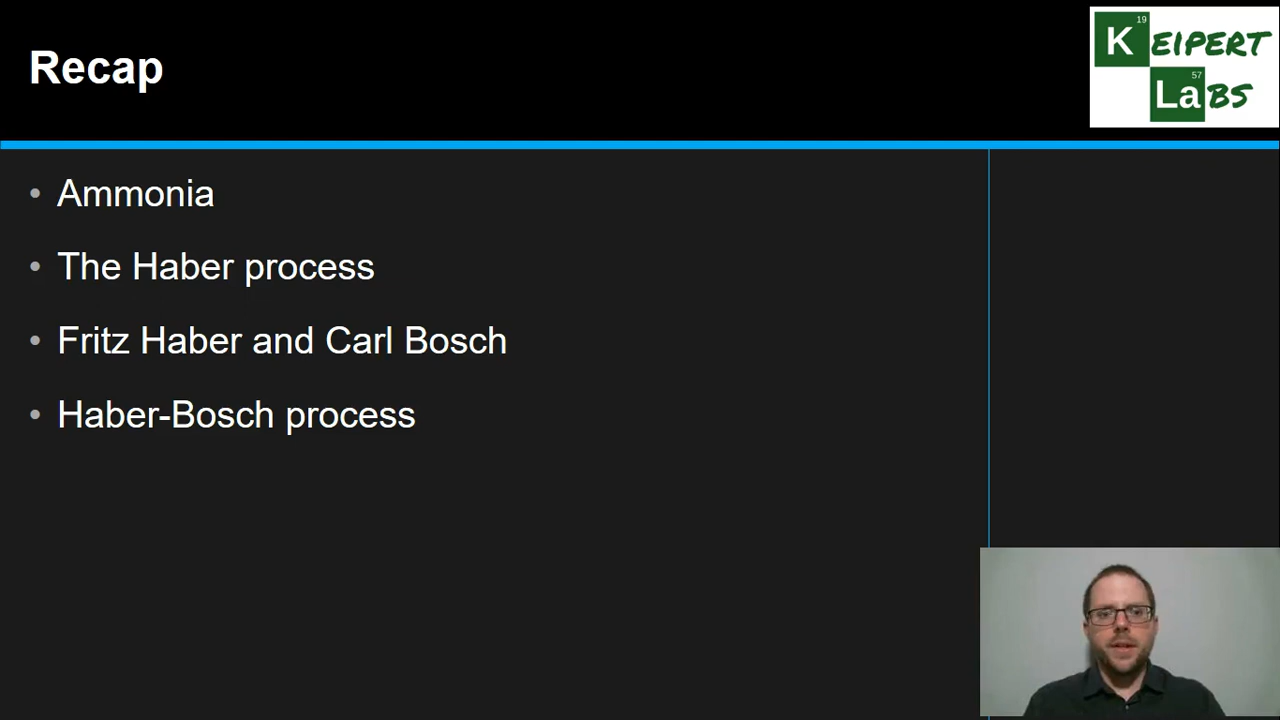 Recap
19
KEIPERT
57
LaBS
• Ammonia
• The Haber process
• Fritz Haber and Carl Bosch
• Haber-Bosch process